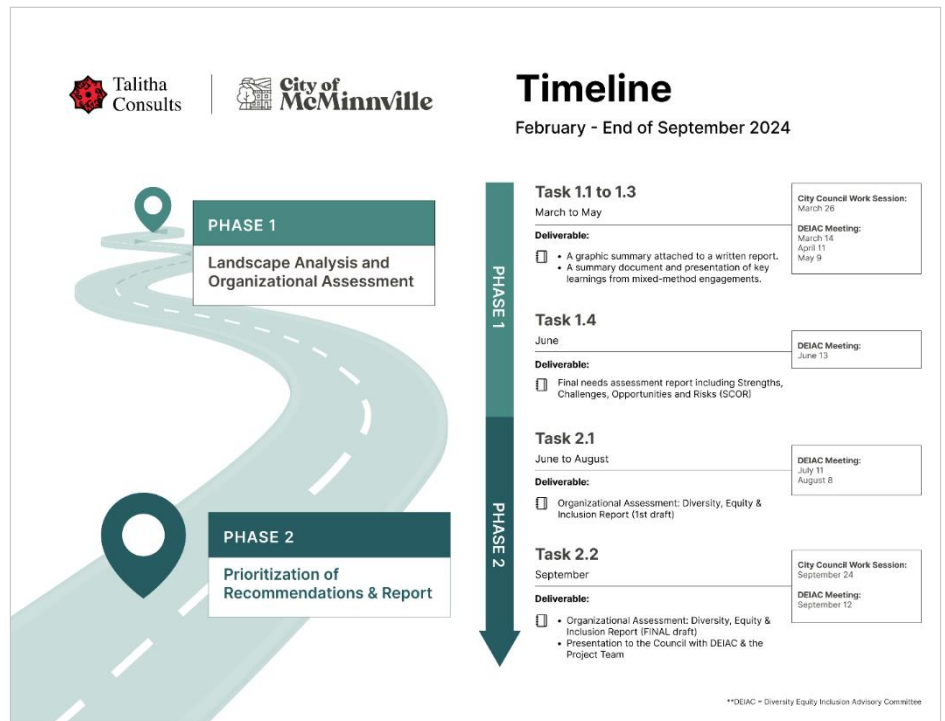 Talitha
Consults
City of
McMinnville
Timeline
February - End of September 2024
PHASE 1
Landscape Analysis and
Organizational Assessment
PHASE 2
Prioritization of
Recommendations & Report
PHASE 1
PHASE 2
Task 1.1 to 1.3
March to May
Deliverable:
• A graphic summary attached to a written report.
• A summary document and presentation of key
learnings from mixed-method engagements.
City Council Work Session:
March 26
DEIAC Meeting:
March 14
April 11
May 9
Task 1.4
June
Deliverable:
Final needs assessment report including Strengths,
Challenges, Opportunities and Risks (SCOR)
DEIAC Meeting:
June 13
Task 2.1
June to August
Deliverable:
Organizational Assessment: Diversity, Equity &
Inclusion Report (1st draft)
DEIAC Meeting:
July 11
August 8
Task 2.2
September
Deliverable:
• Organizational Assessment: Diversity, Equity &
Inclusion Report (FINAL draft)
• Presentation to the Council with DEIAC & the
Project Team
City Council Work Session:
September 24
DEIAC Meeting:
September 12
**DEIAC = Diversity Equity Inclusion Advisory Committee